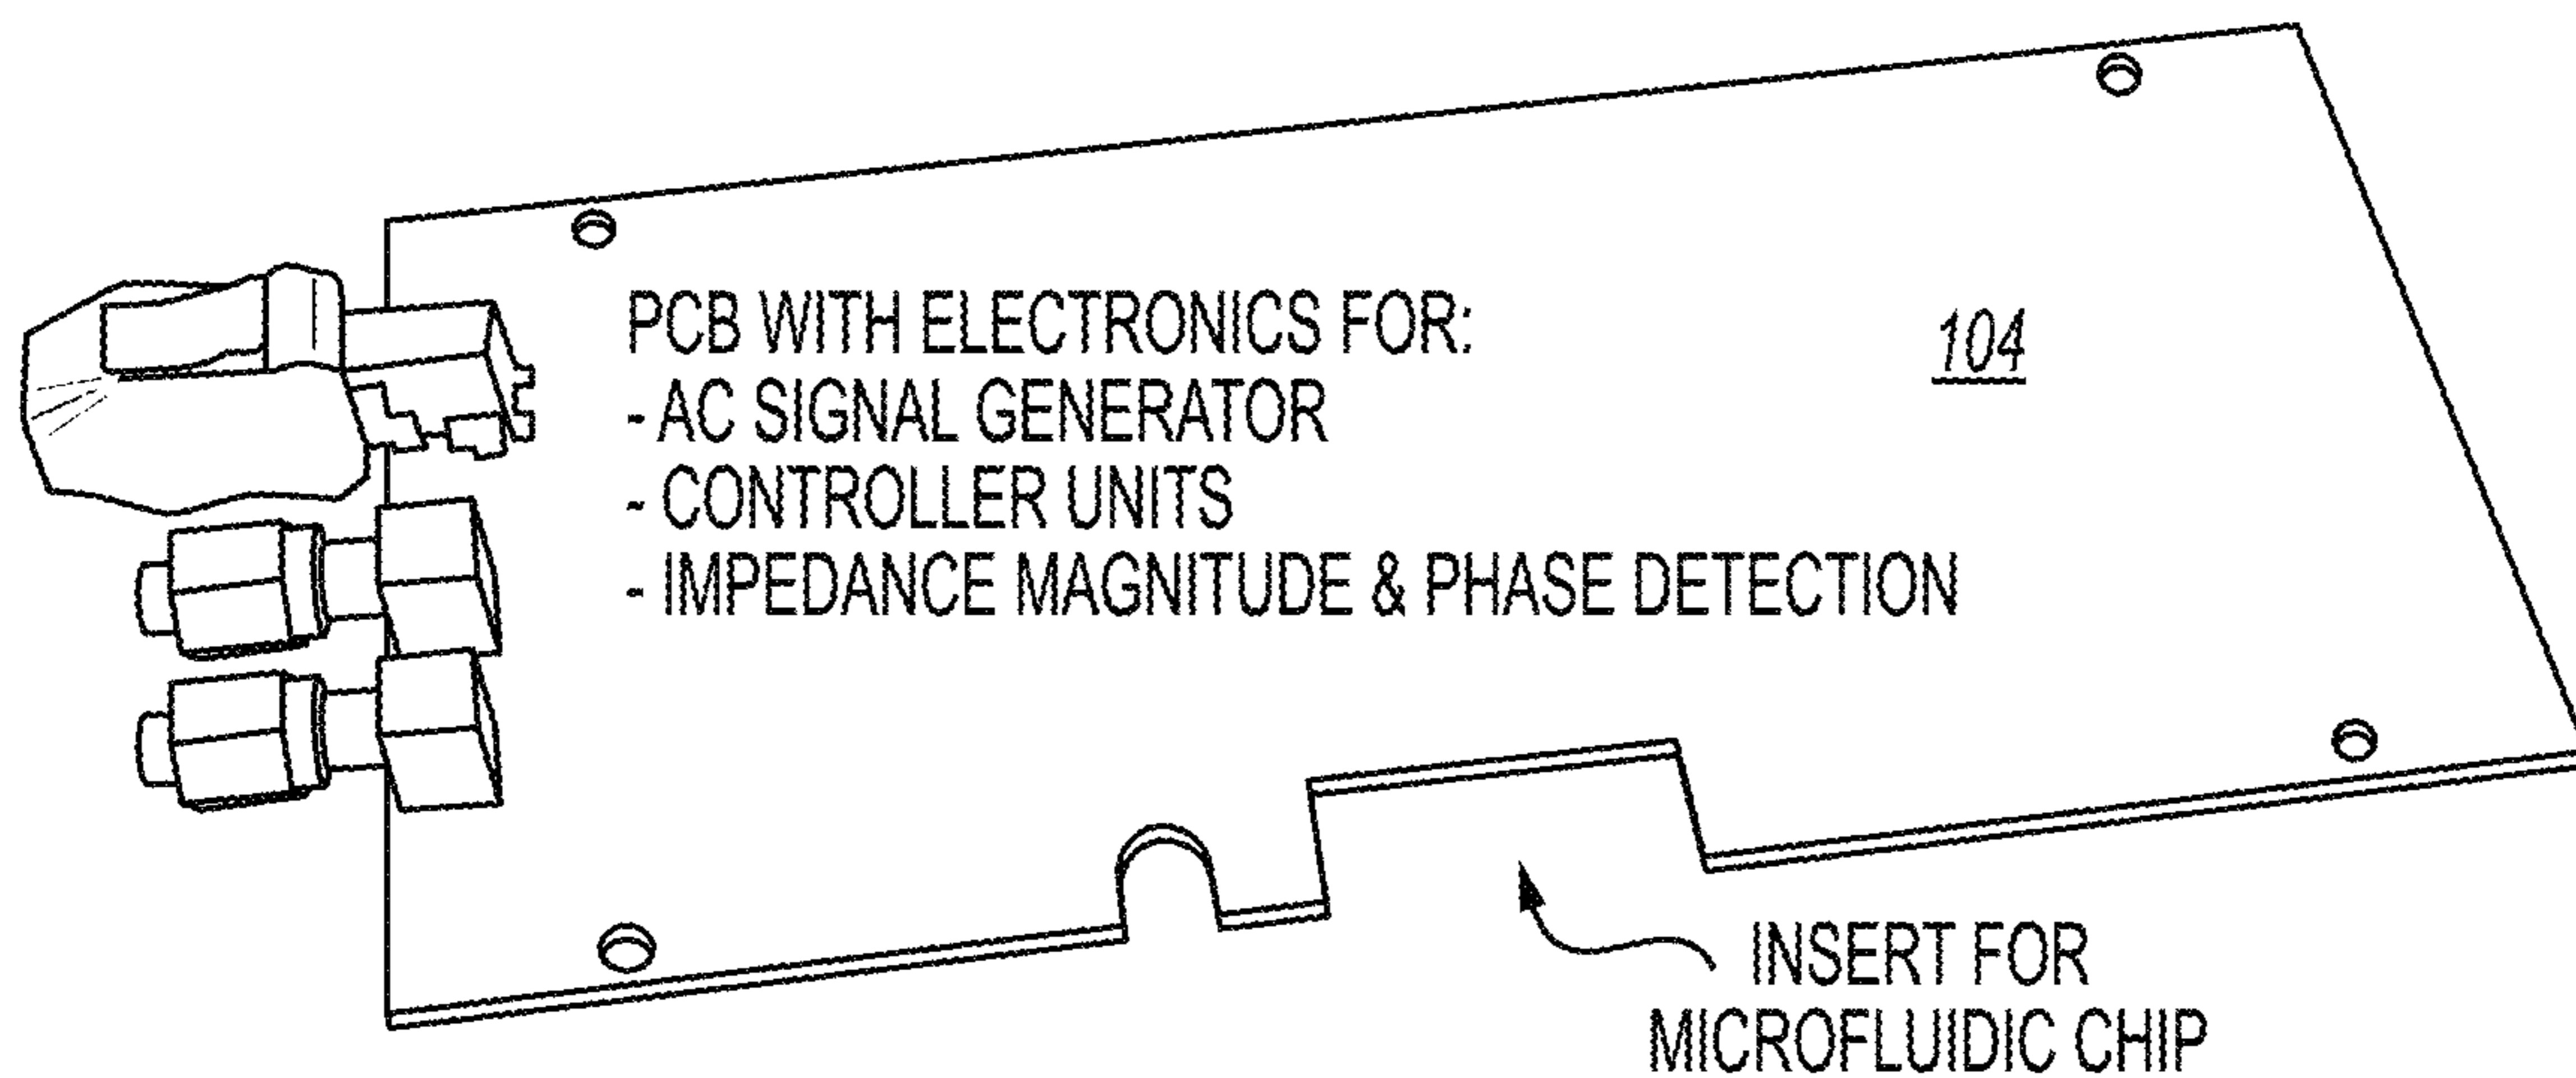 PCB WITH ELECTRONICS FOR:
- AC SIGNAL GENERATOR
- CONTROLLER UNITS
- IMPEDANCE MAGNITUDE & PHASE DETECTION
104
INSERT FOR
MICROFLUIDIC CHIP